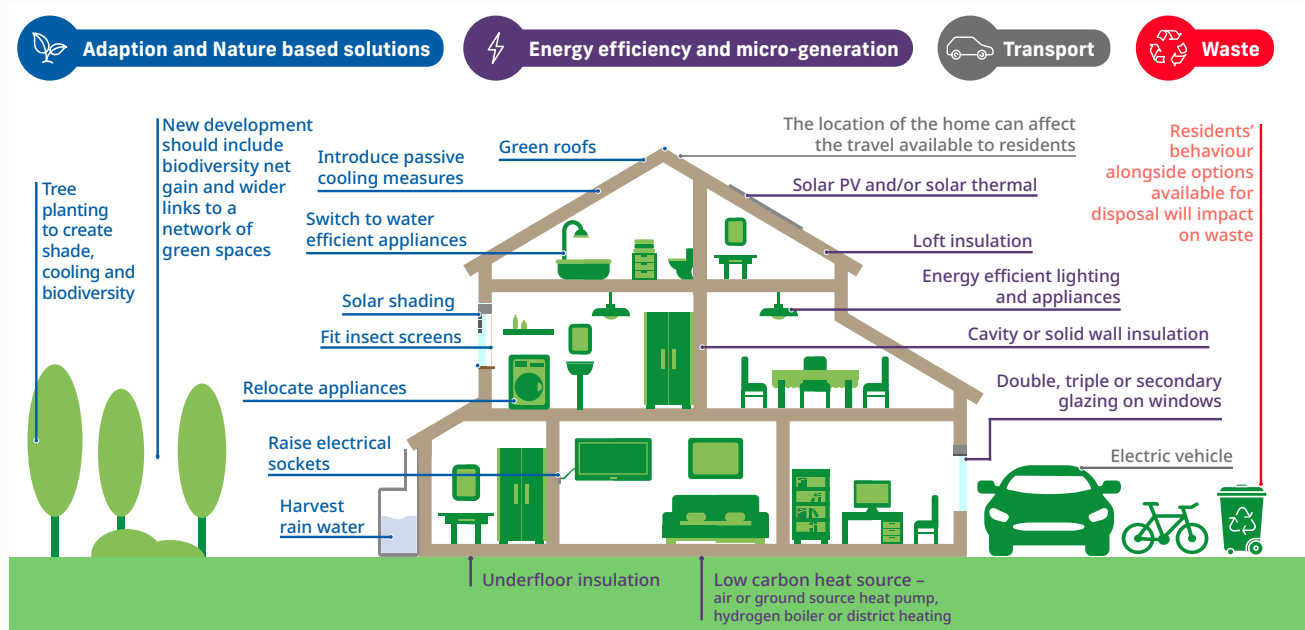 Adaption and Nature based solutions
Energy efficiency and micro-generation
Transport
Waste
Tree
planting
to create
shade,
cooling and
biodiversity
New development
should include
biodiversity net
gain and wider
links to a
network of
green spaces
Introduce passive
cooling measures
Green roofs
Switch to water
efficient appliances
Solar shading
Fit insect screens
Relocate appliances
Raise electrical
sockets
Harvest
rain water
The location of the home can affect
the travel available to residents
Solar PV and/or solar thermal
Loft insulation
Energy efficient lighting
and appliances
Cavity or solid wall insulation
Double, triple or secondary
glazing on windows
Electric vehicle
Residents’
behaviour
alongside options
available for
disposal will impact
on waste
Underfloor insulation
Low carbon heat source –
air or ground source heat pump,
hydrogen boiler or district heating